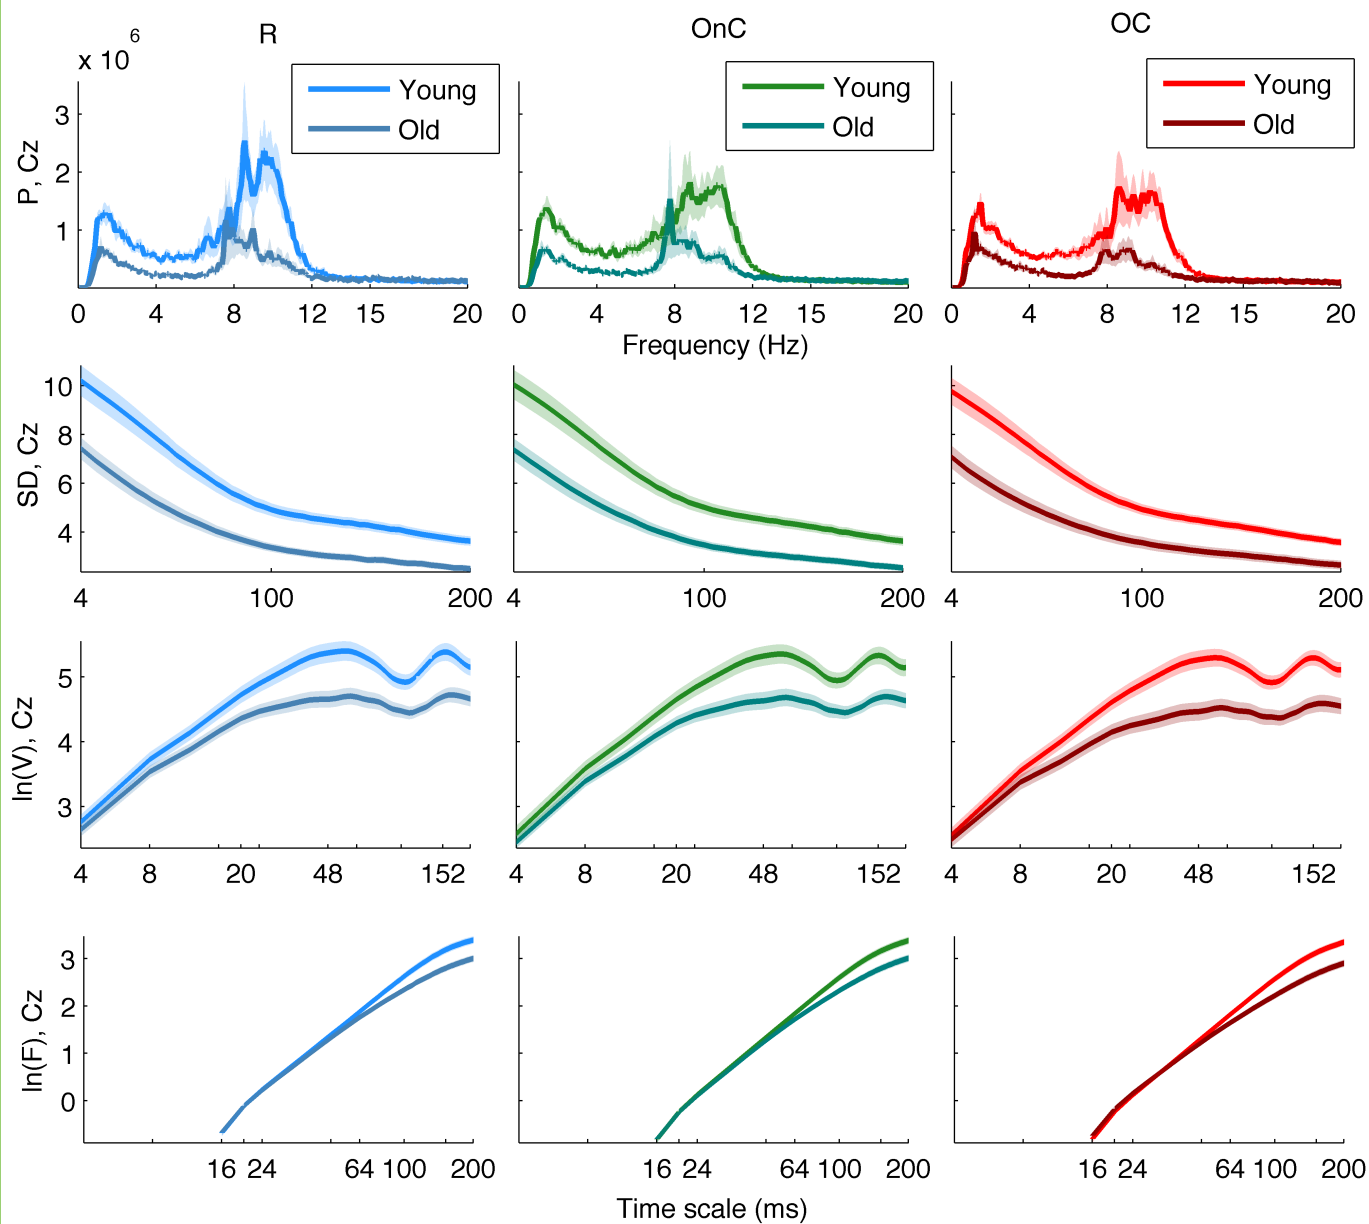 R
OnC
OC
x 10 6
Young
Old
Young
Old
Young
Old
P, Cz
3
2
1
0 4 8 12 15 20
0 4 8 12 15 20
0 4 8 12 15 20
Frequency (Hz)
SD, Cz
10
8
6
4
4 100 200
4 100 200
4 100 200
ln(V), Cz
5
4
3
4 8 20 48 152
4 8 20 48 152
4 8 20 48 152
ln(F), Cz
3
2
1
0
16 24 64 100 200
16 24 64 100 200
16 24 64 100 200
Time scale (ms)